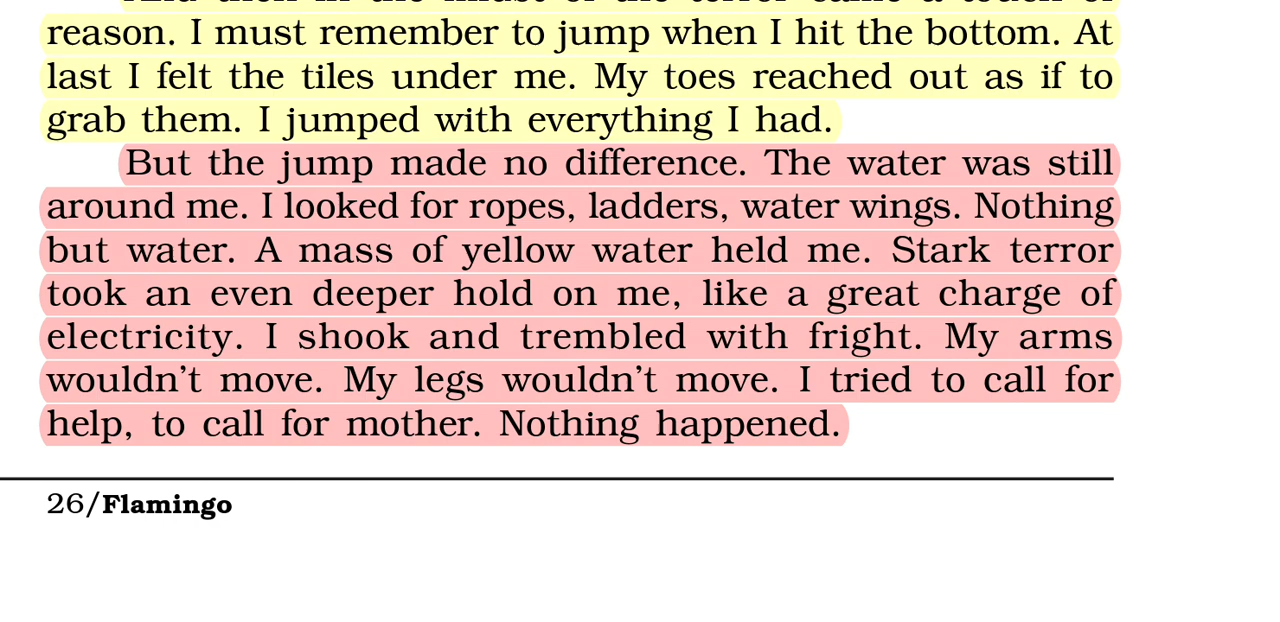 reason. I must remember to jump when I hit the bottom. At
last I felt the tiles under me. My toes reached out as if to
grab them. I jumped with everything I had.
But the jump made no difference. The water was still
around me. I looked for ropes, ladders, water wings. Nothing
but water. A mass of yellow water held me. Stark terror
took an even deeper hold on me, like a great charge of
electricity. I shook and trembled with fright. My arms
wouldn’t move. My legs wouldn’t move. I tried to call for
help, to call for mother. Nothing happened.
26/Flamingo